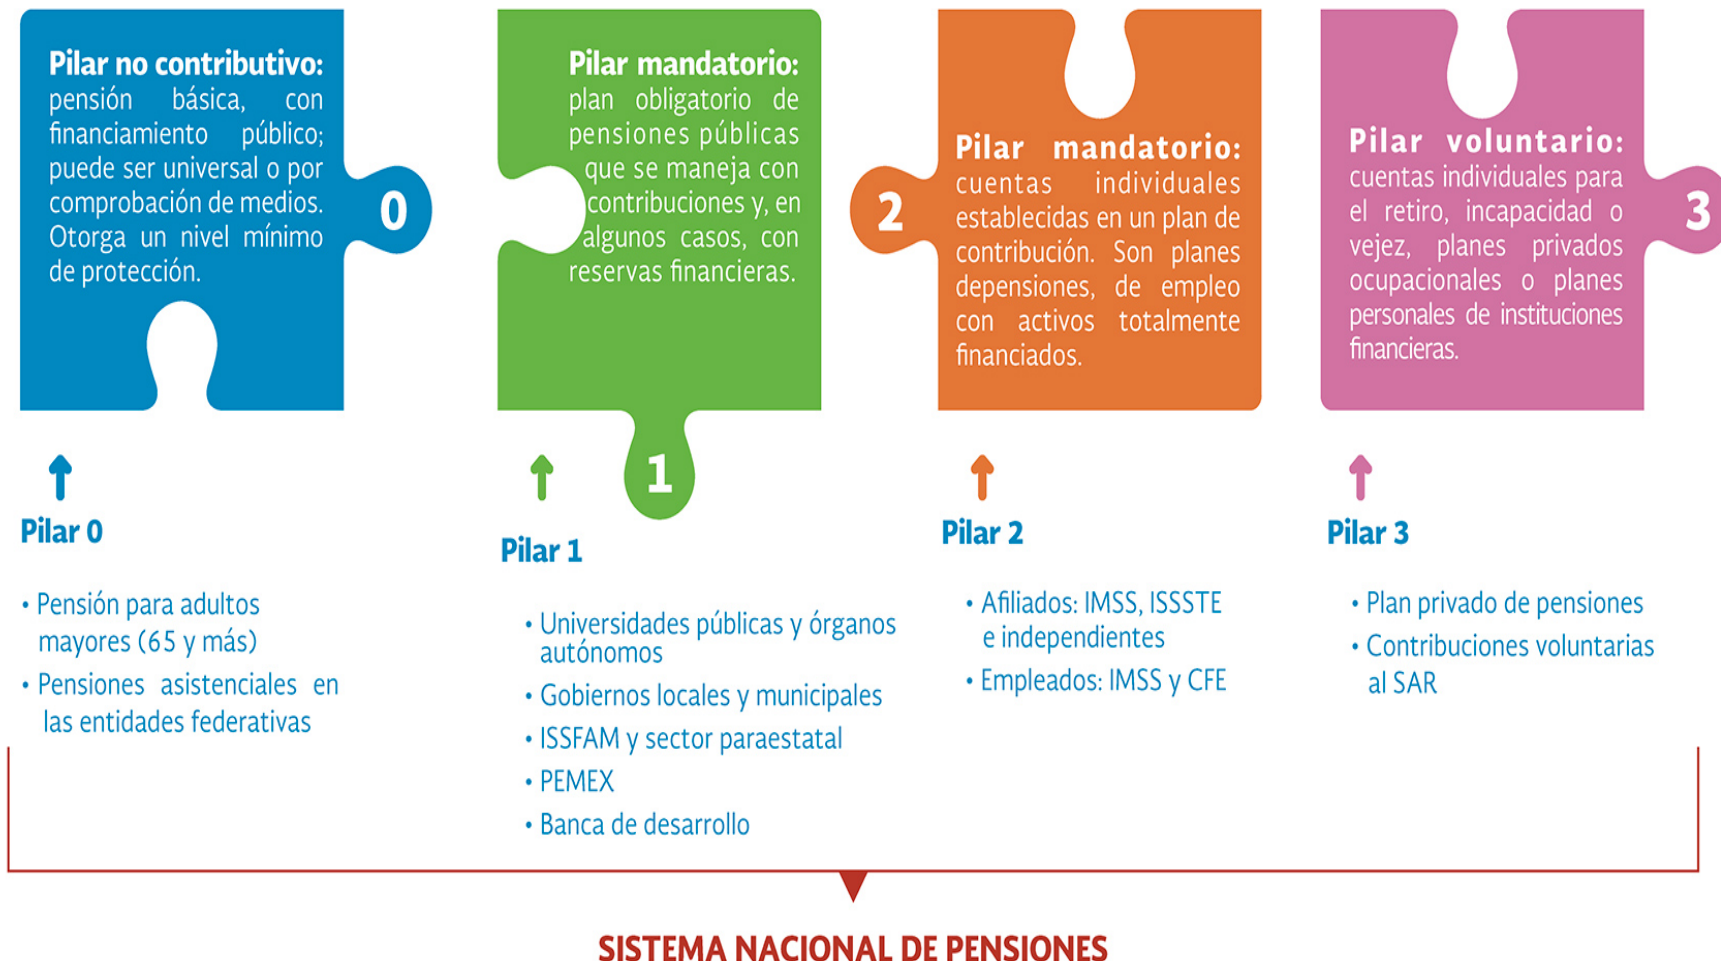 Pilar no contributivo:
pensión básica, con
financiamiento público;
puede ser universal o por
comprobación de medios.
Otorga un nivel mínimo
de protección.
0
Pilar mandatorio:
plan obligatorio de
pensiones públicas
que se maneja con
contribuciones y, en
algunos casos, con
reservas financieras.
1
2
Pilar mandatorio:
cuentas individuales
establecidas en un plan de
contribución. Son planes
depensiones, de empleo
con activos totalmente
financiados.
Pilar voluntario:
cuentas individuales para
el retiro, incapacidad o
vejez, planes privados
ocupacionales o planes
personales de instituciones
financieras.
3
Pilar 0
• Pensión para adultos
mayores (65 y más)
• Pensiones asistenciales en
las entidades federativas
Pilar 1
• Universidades públicas y órganos
autónomos
• Gobiernos locales y municipales
• ISSFAM y sector paraestatal
• PEMEX
• Banca de desarrollo
Pilar 2
• Afiliados: IMSS, ISSSTE
e independientes
• Empleados: IMSS y CFE
Pilar 3
• Plan privado de pensiones
• Contribuciones voluntarias
al SAR
SISTEMA NACIONAL DE PENSIONES